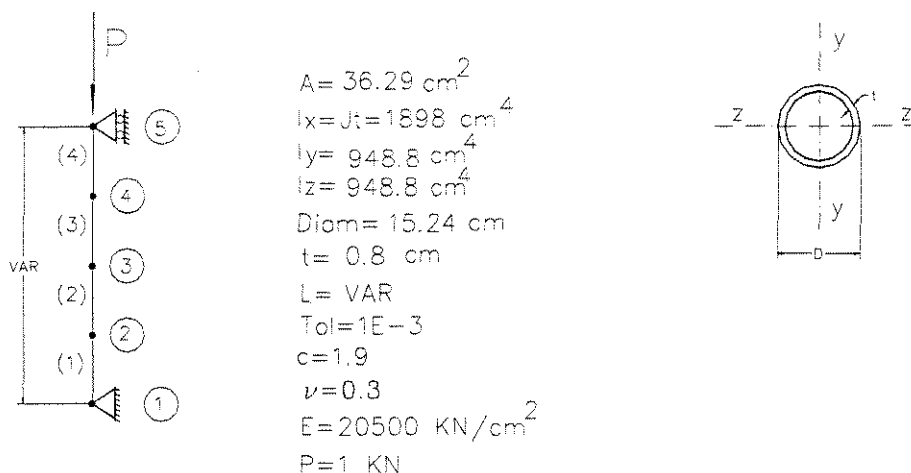 P
5
(4)
4
(3)
VAR
3
(2)
2
(1)
1
A= 36.29 cm²
Ix=Jt=1898 cm⁴
Iy= 948.8 cm⁴
Iz= 948.8 cm⁴
Diam= 15.24 cm
t= 0.8 cm
L= VAR
Tol=1E-3
c=1.9
ν=0.3
E=20500 KN/cm²
P=1 KN
y
t
z z
y
D